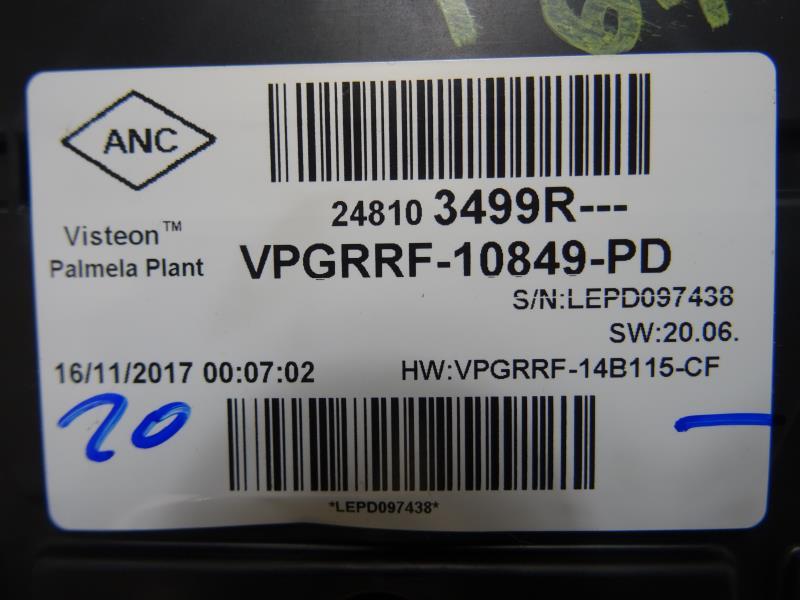 ANC
24810 3499R---
Visteon™
Palmela Plant
VPGRRF-10849-PD
S/N:LEPD097438
SW:20.06.
16/11/2017 00:07:02
HW:VPGRRF-14B115-CF
20
*LEPD097438*